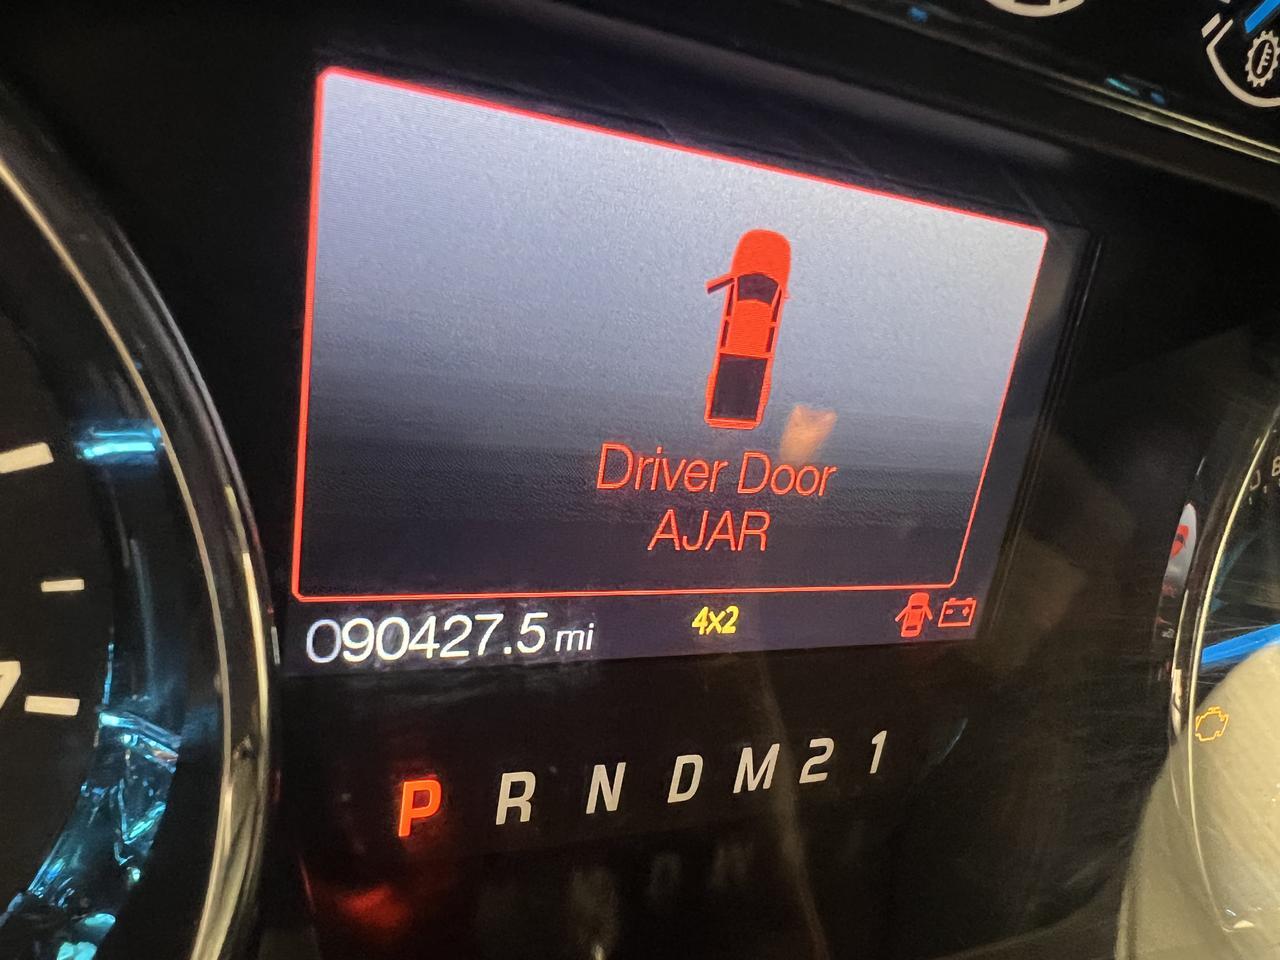 Driver Door
AJAR
090427.5 mi
4x2
P R N D M 2 1